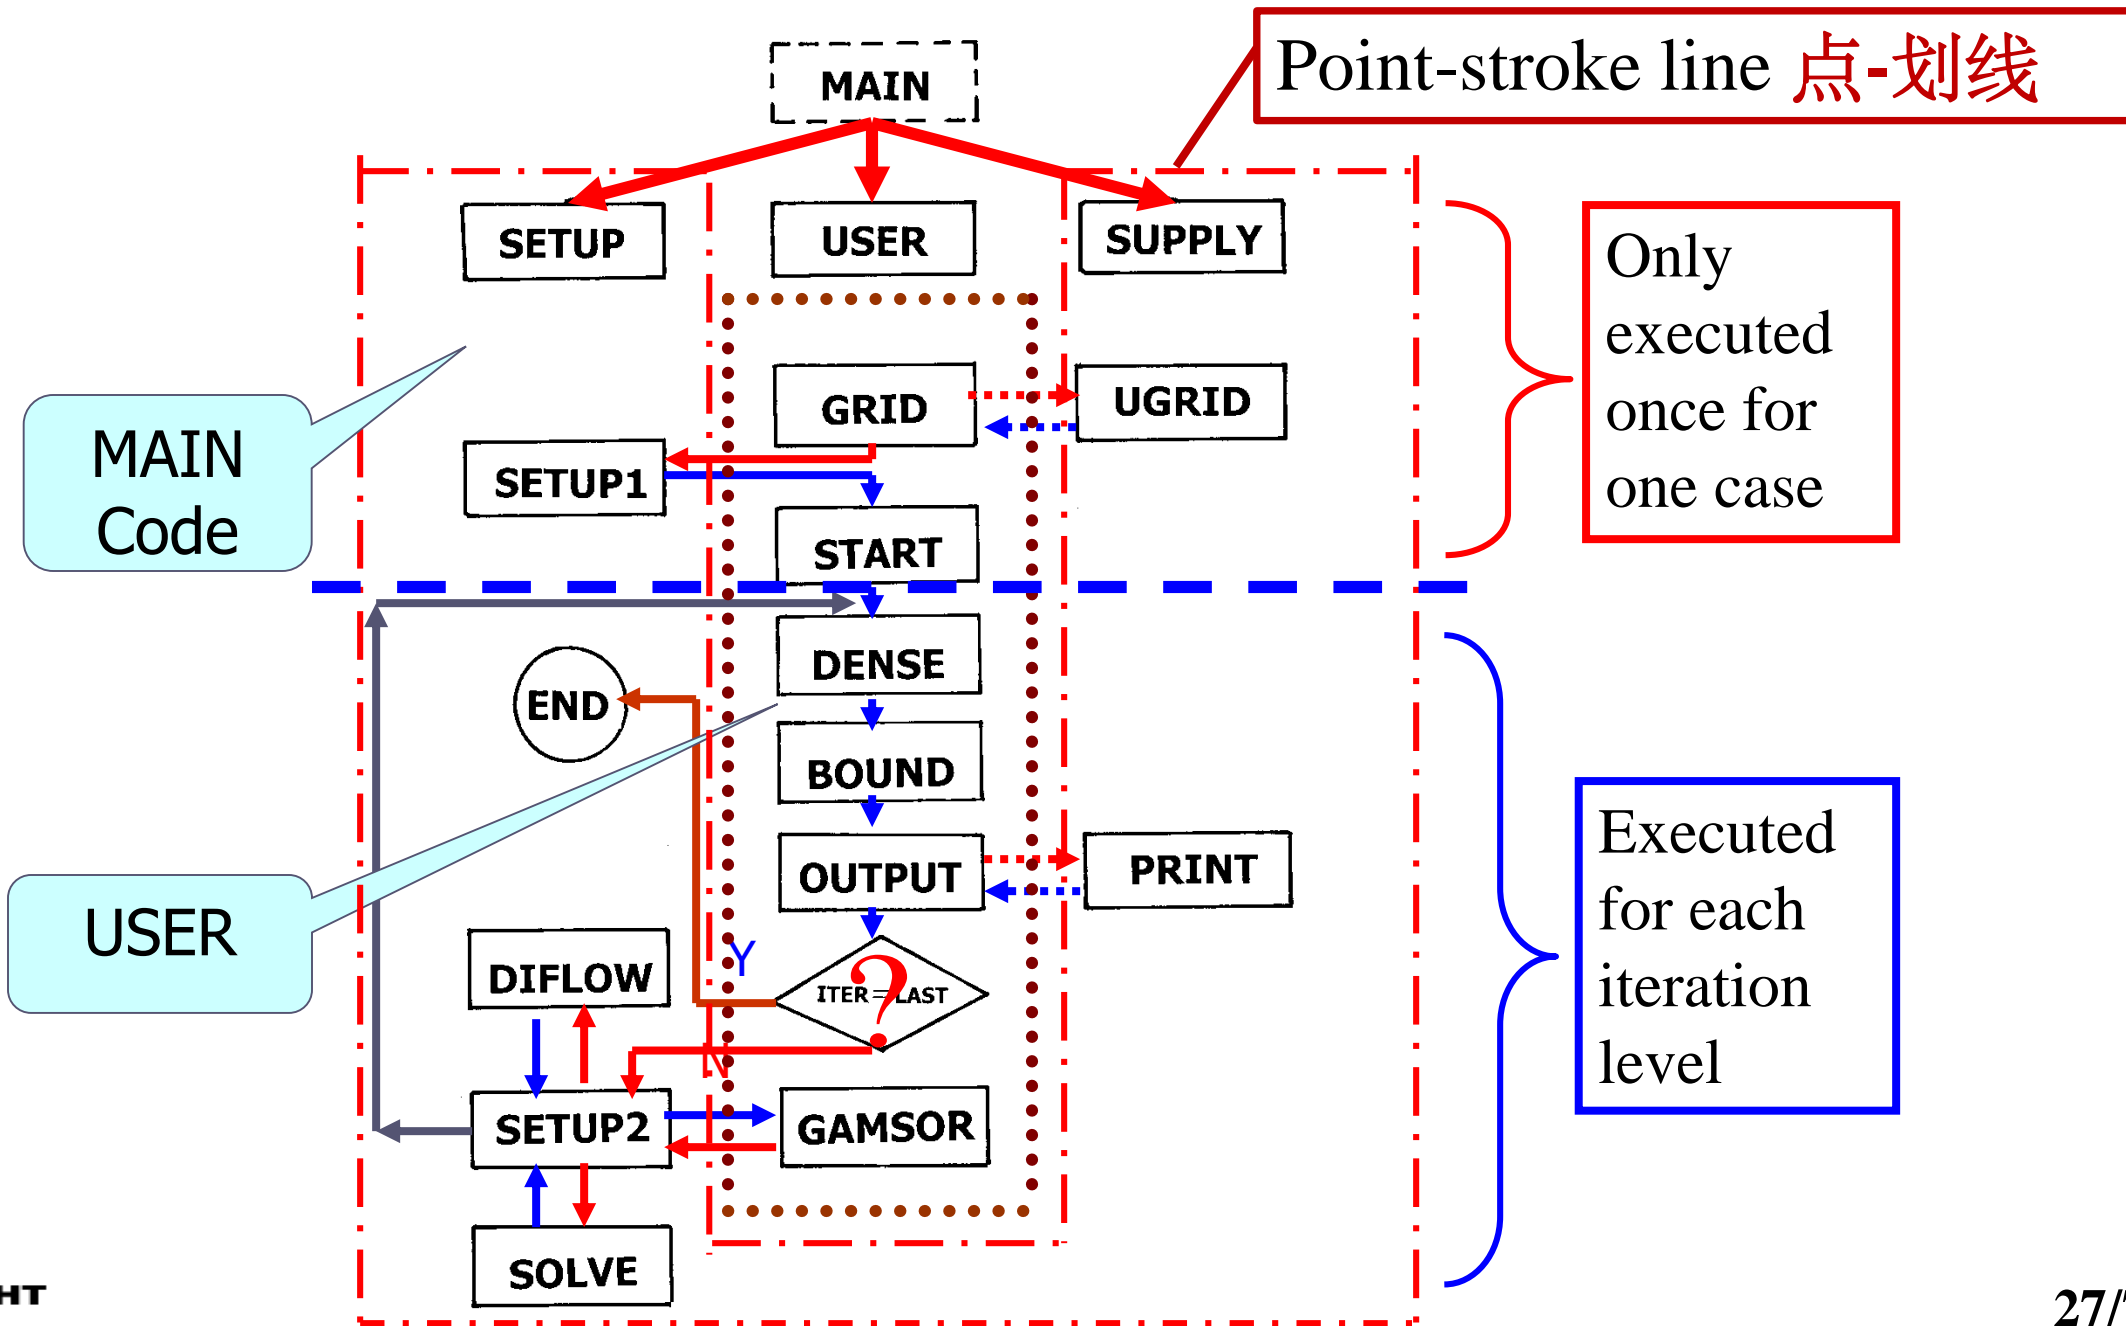 Point-stroke line 点-划线
MAIN
SETUP
USER
SUPPLY
Only
executed
once for
one case
GRID
UGRID
MAIN
Code
SETUP1
START
DENSE
END
BOUND
Executed
for each
iteration
level
OUTPUT
PRINT
USER
Y
DIFLOW
ITER=LAST
?
N
SETUP2
GAMSOR
SOLVE
27/